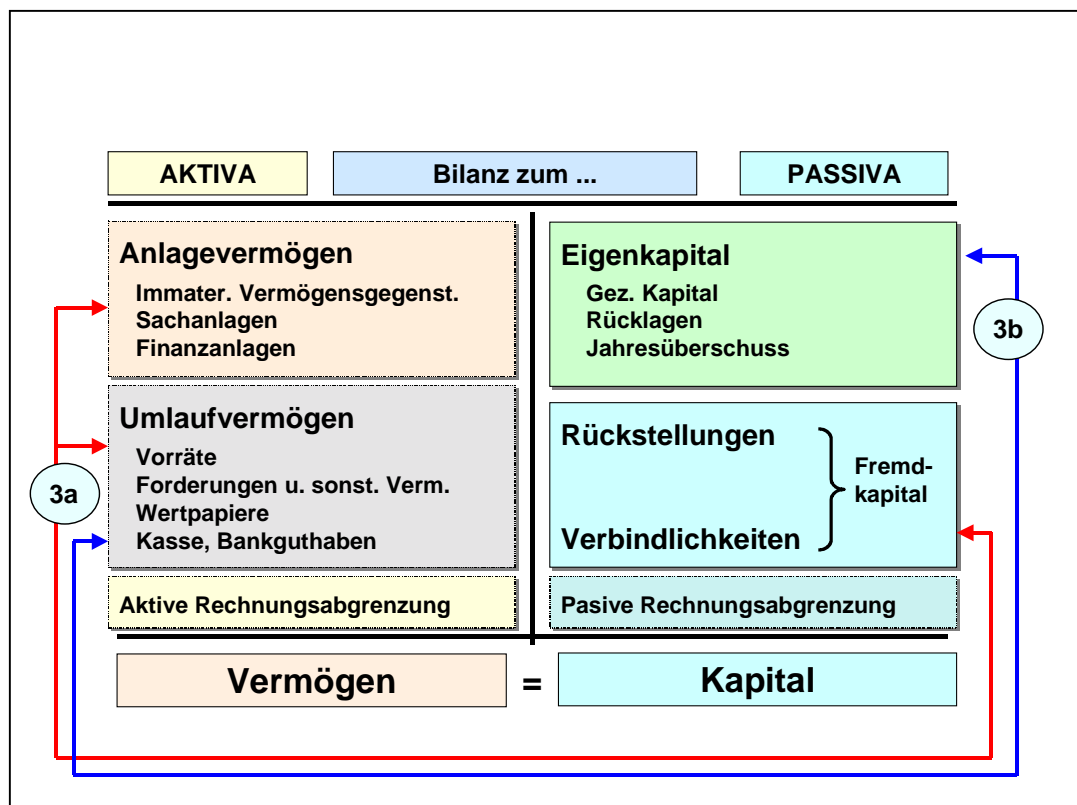 AKTIVA
Bilanz zum ...
PASSIVA
Anlagevermögen
Immater. Vermögensgegenst.
Sachanlagen
Finanzanlagen
Umlaufvermögen
Vorräte
Forderungen u. sonst. Verm.
Wertpapiere
Kasse, Bankguthaben
Aktive Rechnungsabgrenzung
Eigenkapital
Gez. Kapital
Rücklagen
Jahresüberschuss
Rückstellungen
Verbindlichkeiten
Fremd-
kapital
Pasive Rechnungsabgrenzung
Vermögen
=
Kapital
3a
3b